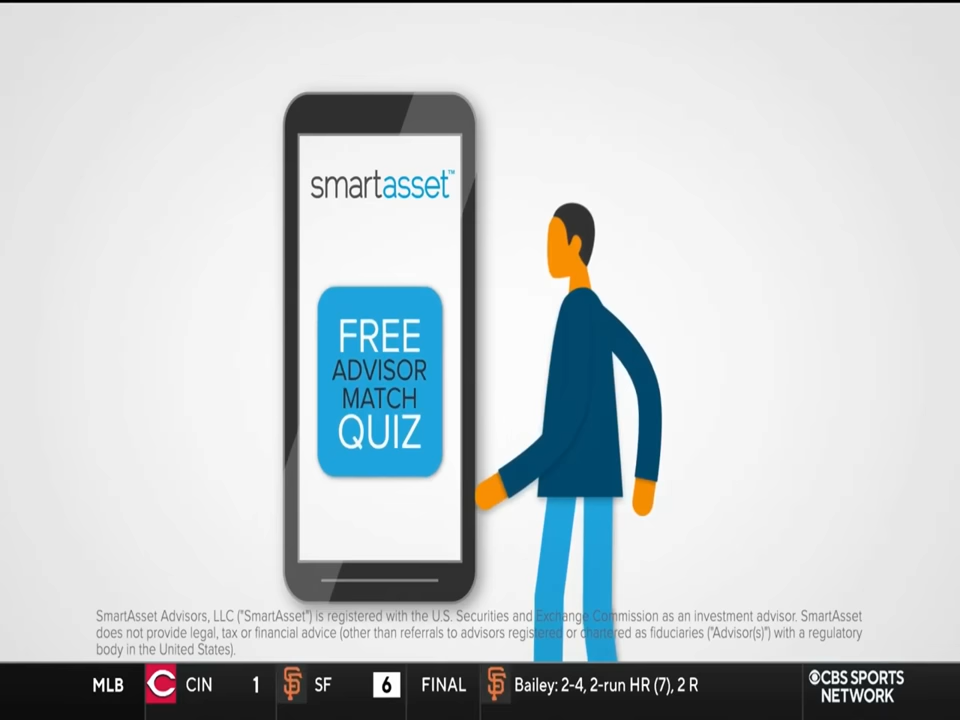 smartasset™
FREE
ADVISOR
MATCH
QUIZ
SmartAsset Advisors, LLC ("SmartAsset") is registered with the U.S. Securities and Exchange Commission as an investment advisor. SmartAsset
does not provide legal, tax or financial advice (other than referrals to advisors registered or chartered as fiduciaries ("Advisor(s)") with a regulatory
body in the United States).
MLB C CIN 1 SF SF 6 FINAL SF Bailey: 2-4, 2-run HR (7), 2 R
CBS SPORTS
NETWORK